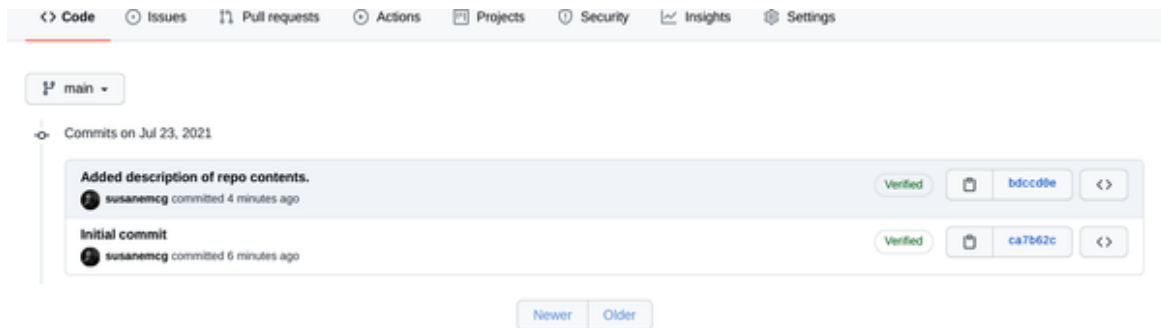 <> Code Issues Pull requests Actions Projects Security Insights Settings
main
Commits on Jul 23, 2021
Added description of repo contents.
susanemcg committed 4 minutes ago
Verified bdccd0e <>
Initial commit
susanemcg committed 6 minutes ago
Verified ca7b62c <>
Newer Older